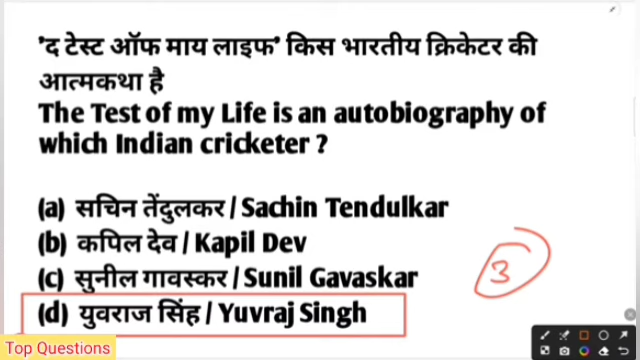 'द टेस्ट ऑफ माय लाइफ' किस भारतीय क्रिकेटर की
आत्मकथा है
The Test of my Life is an autobiography of
which Indian cricketer ?
(a) सचिन तेंदुलकर / Sachin Tendulkar
(b) कपिल देव / Kapil Dev
(c) सुनील गावस्कर / Sunil Gavaskar
(d) युवराज सिंह / Yuvraj Singh
3
Top Questions